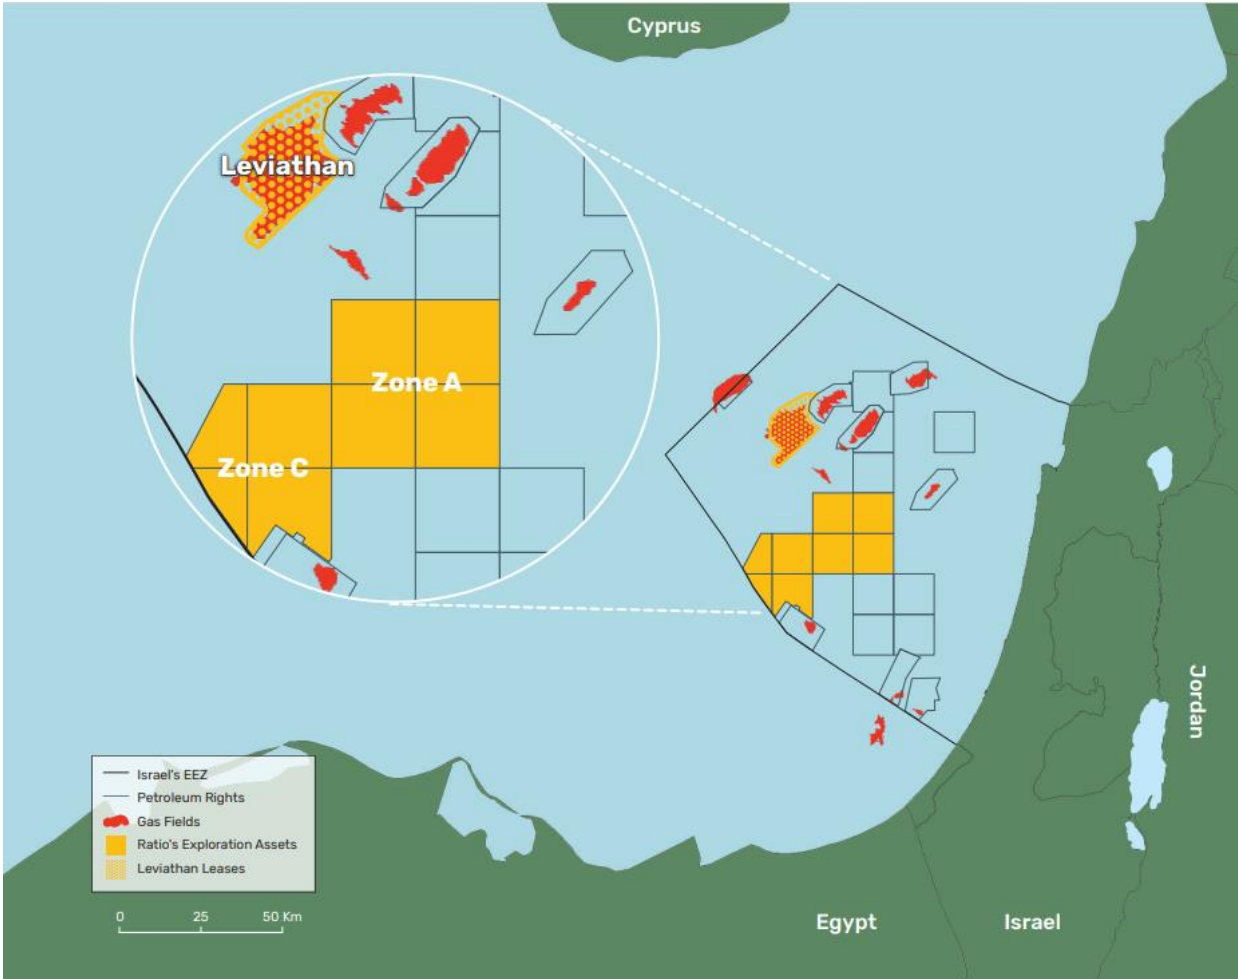 Cyprus
Leviathan
Zone A
Zone C
Jordan
Israel's EEZ
Petroleum Rights
Gas Fields
Ratio's Exploration Assets
Leviathan Leases
0 25 50 Km
Egypt
Israel